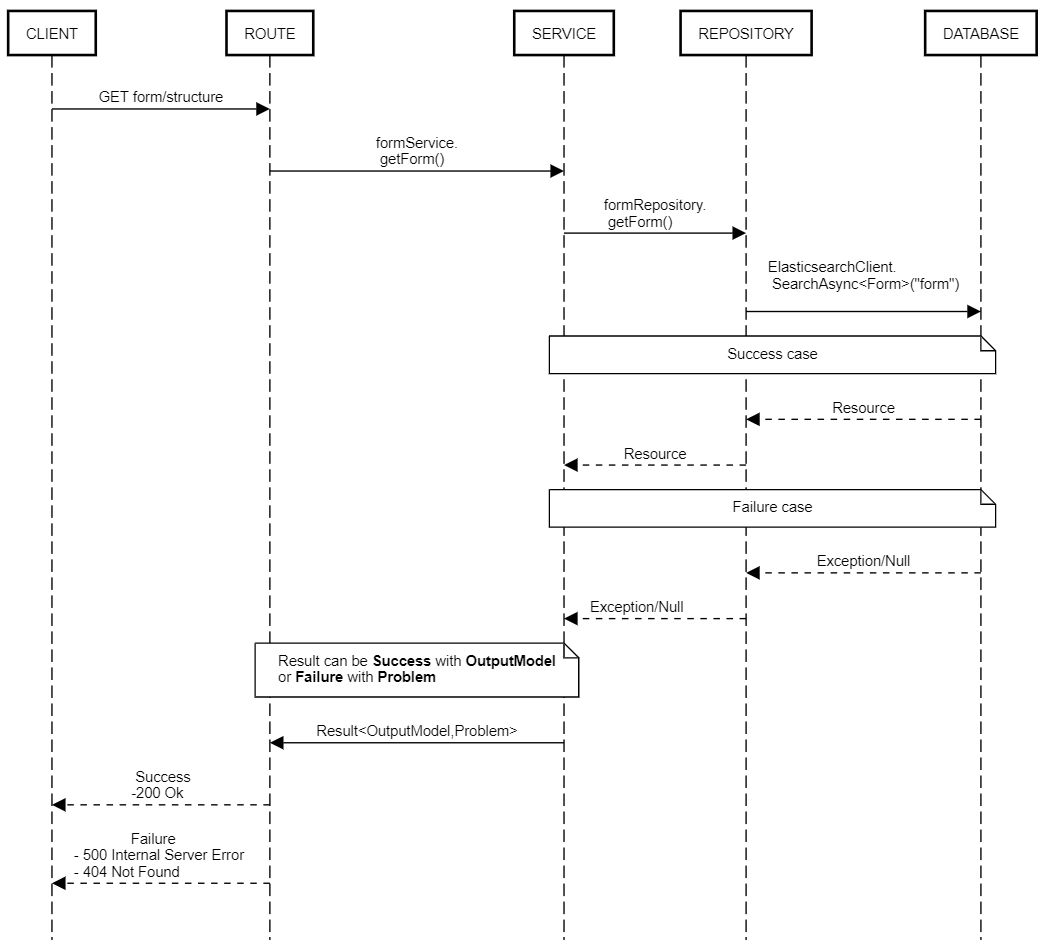 CLIENT
ROUTE
SERVICE
REPOSITORY
DATABASE
GET form/structure
formService.
getForm()
formRepository.
getForm()
ElasticsearchClient.
SearchAsync<Form>("form")
Success case
Resource
Resource
Failure case
Exception/Null
Exception/Null
Result can be Success with OutputModel
or Failure with Problem
Result<OutputModel,Problem>
Success
-200 Ok
Failure
- 500 Internal Server Error
- 404 Not Found